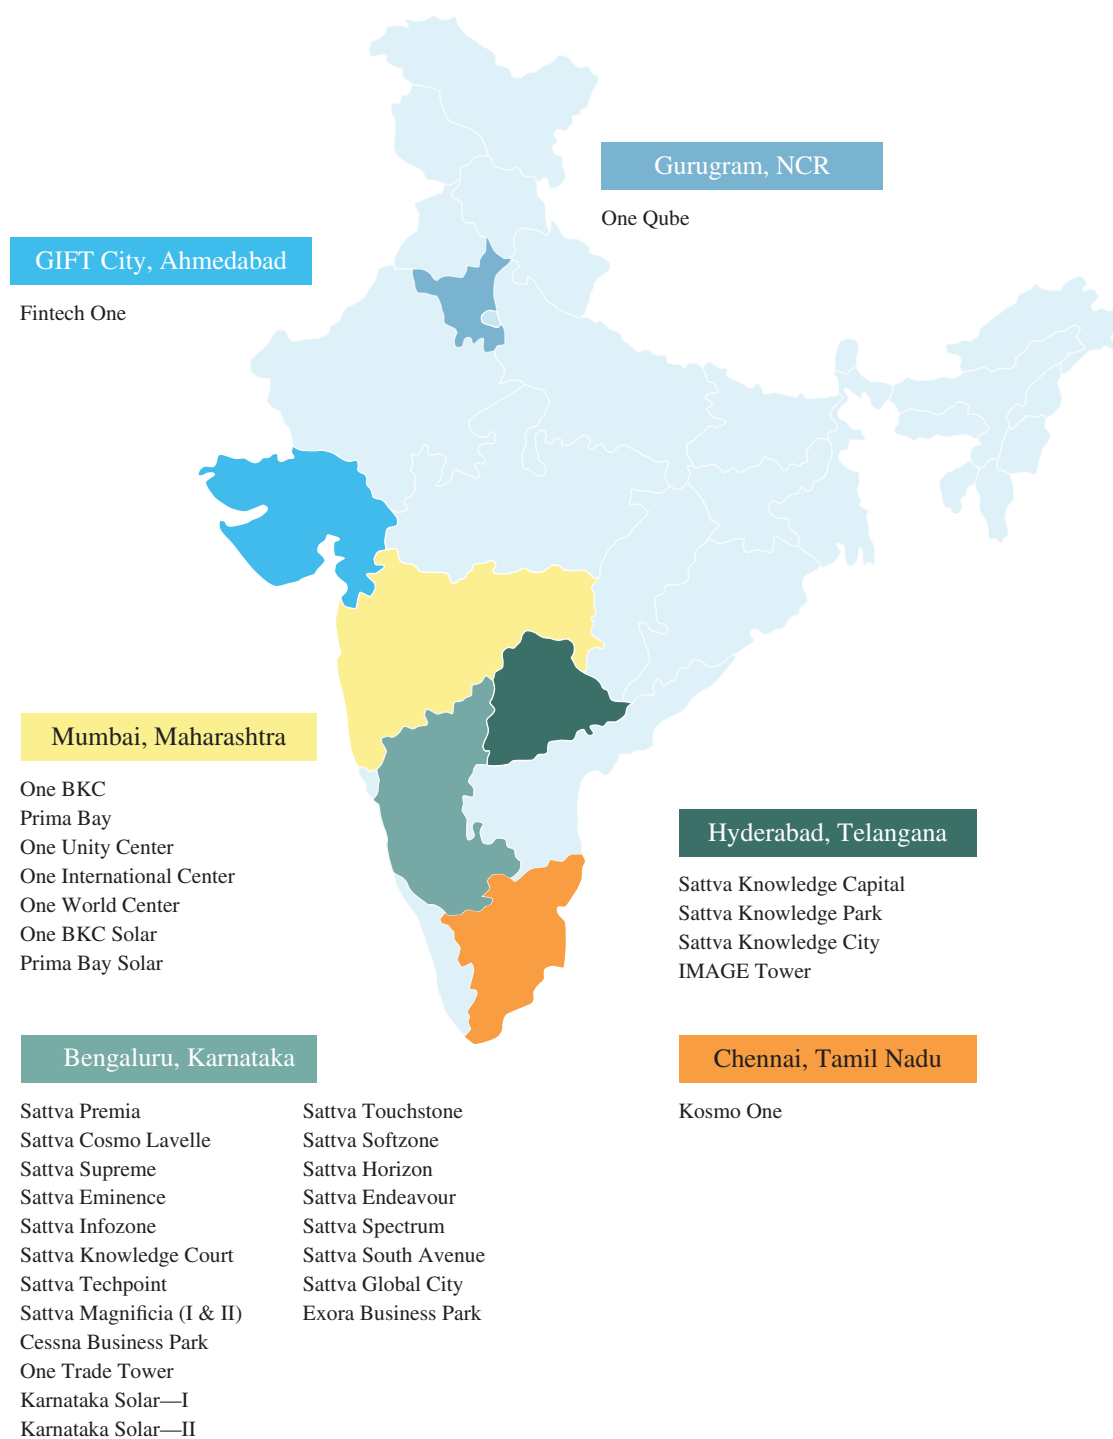 Gurugram, NCR
One Qube
GIFT City, Ahmedabad
Fintech One
Mumbai, Maharashtra
One BKC
Prima Bay
One Unity Center
One International Center
One World Center
One BKC Solar
Prima Bay Solar
Hyderabad, Telangana
Sattva Knowledge Capital
Sattva Knowledge Park
Sattva Knowledge City
IMAGE Tower
Bengaluru, Karnataka
Sattva Premia
Sattva Cosmo Lavelle
Sattva Supreme
Sattva Eminence
Sattva Infozone
Sattva Knowledge Court
Sattva Techpoint
Sattva Magnificia (I & II)
Cessna Business Park
One Trade Tower
Karnataka Solar—I
Karnataka Solar—II
Sattva Touchstone
Sattva Softzone
Sattva Horizon
Sattva Endeavour
Sattva Spectrum
Sattva South Avenue
Sattva Global City
Exora Business Park
Chennai, Tamil Nadu
Kosmo One